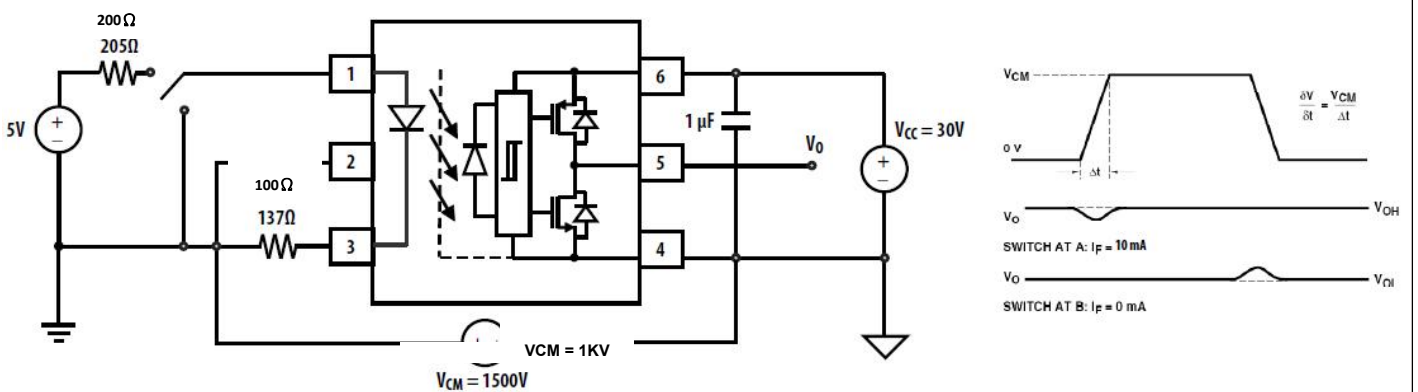 200Ω
205Ω
5V
+
−
1
2
3
100Ω
137Ω
6
5
4
1 µF
VO
VCC = 30V
+
−
VCM = 1KV
VCM = 1500V
VCM
0 V
Δt
δV/δt = VCM/Δt
VO
VOH
SWITCH AT A: IF = 10 mA
VO
SWITCH AT B: IF = 0 mA